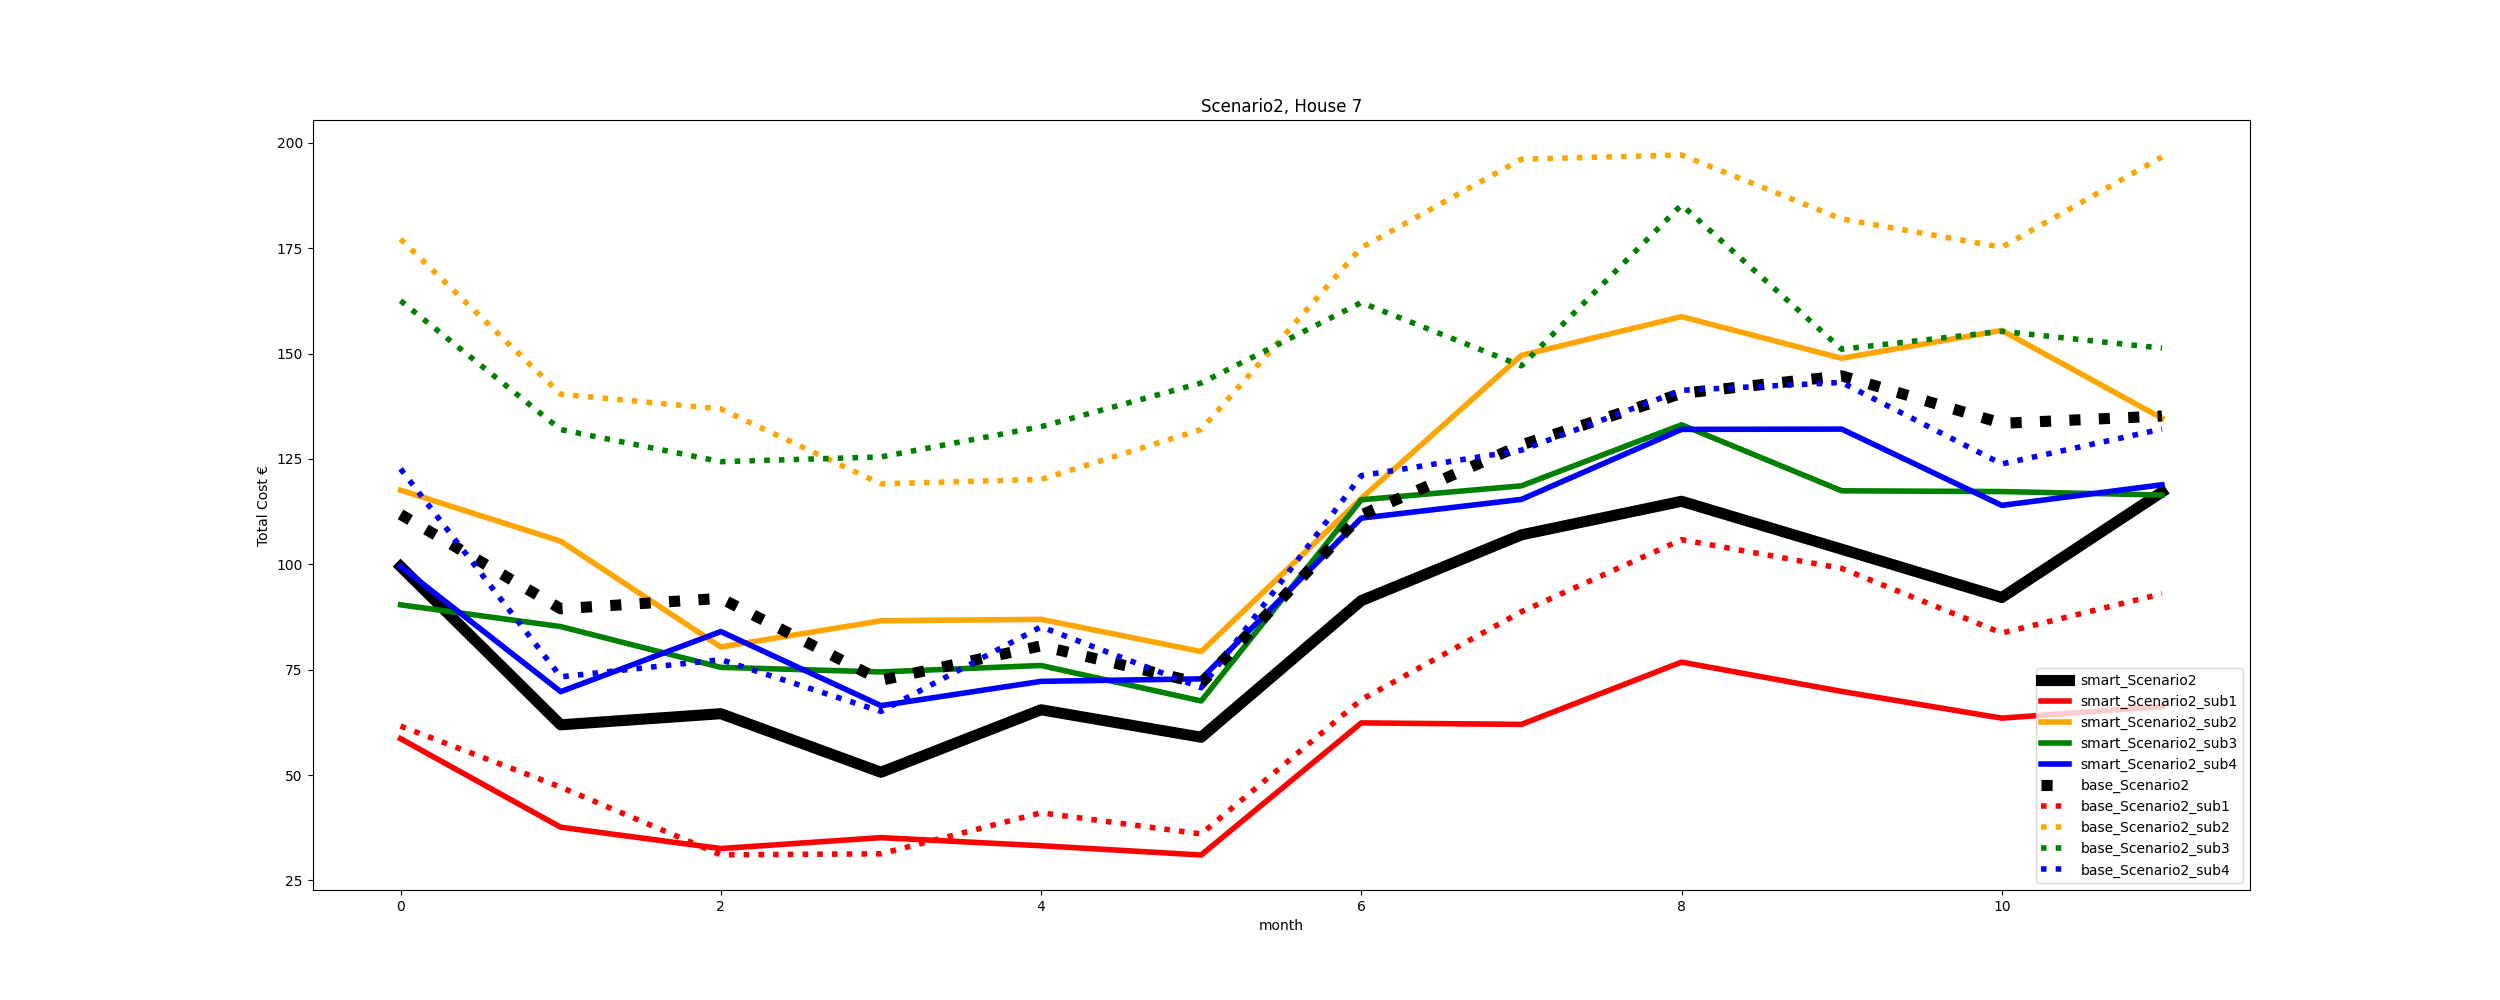 Scenario2, House 7
200
175
150
125
100
75
50
25
Total Cost €
0 2 4 6 8 10
month
smart_Scenario2
smart_Scenario2_sub1
smart_Scenario2_sub2
smart_Scenario2_sub3
smart_Scenario2_sub4
base_Scenario2
base_Scenario2_sub1
base_Scenario2_sub2
base_Scenario2_sub3
base_Scenario2_sub4